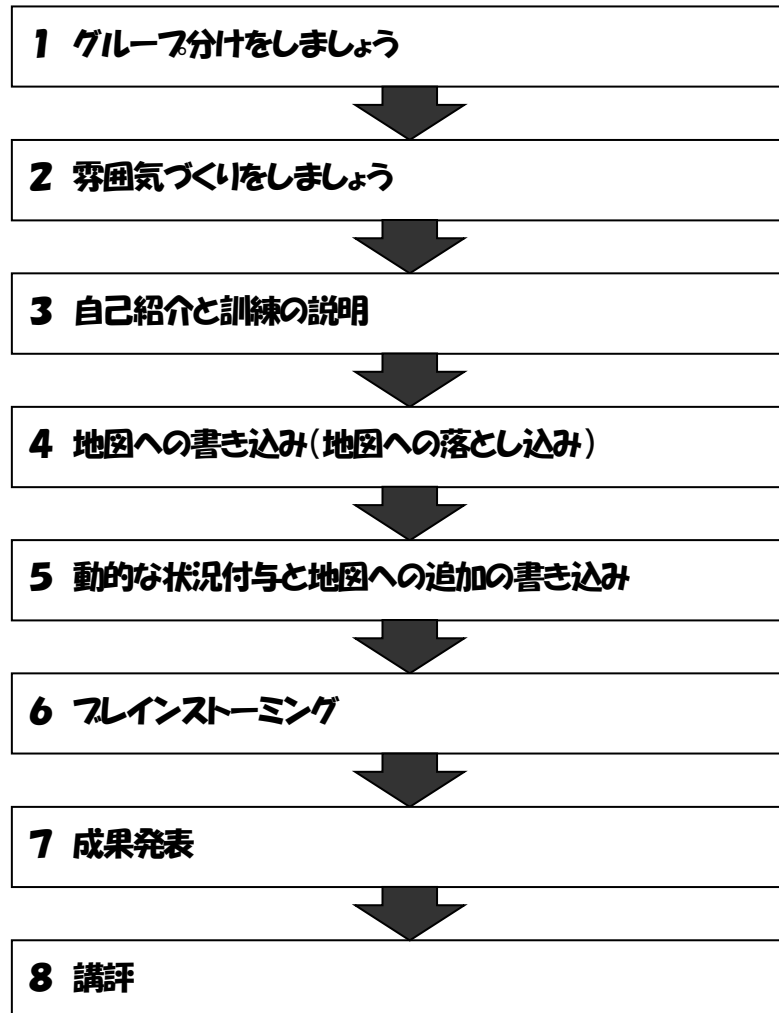 1 グループ分けをしましょう
2 雰囲気づくりをしましょう
3 自己紹介と訓練の説明
4 地図への書き込み(地図への落とし込み)
5 動的な状況付与と地図への追加の書き込み
6 ブレインストーミング
7 成果発表
8 講評